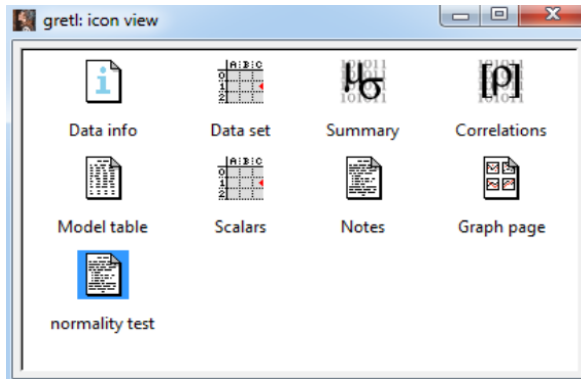 gretl: icon view
Data info Data set Summary Correlations
Model table Scalars Notes Graph page
normality test